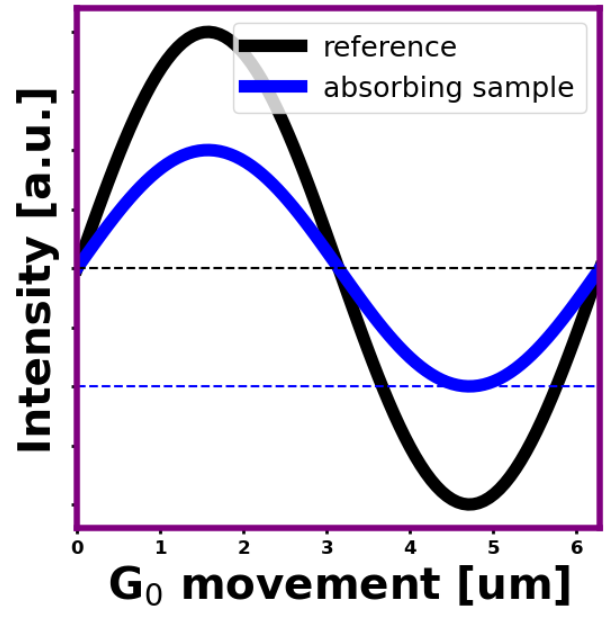 reference
absorbing sample
Intensity [a.u.]
0 1 2 3 4 5 6
G₀ movement [um]